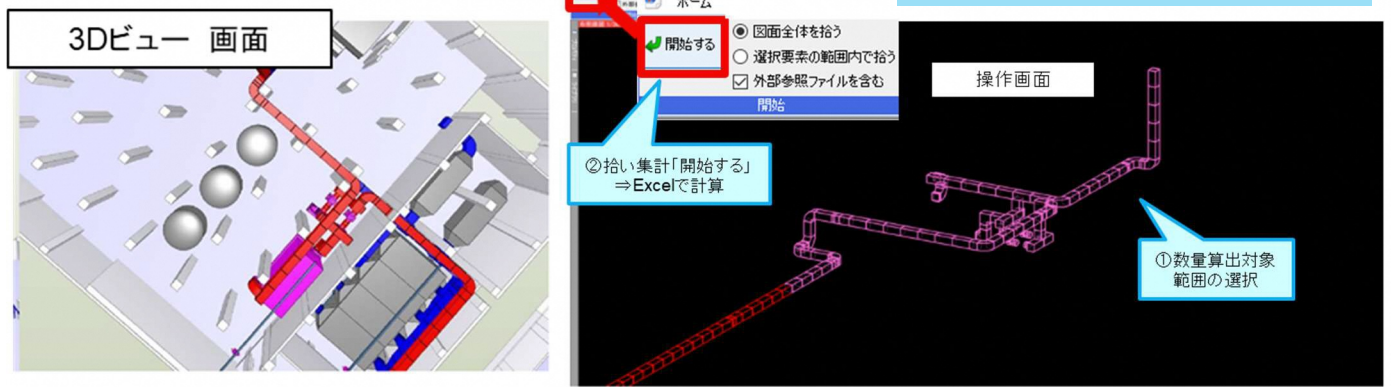 3Dビュー 画面
ホーム
開始する
図面全体を拾う
選択要素の範囲内で拾う
外部参照ファイルを含む
開始
操作画面
②拾い集計「開始する」
⇒Excelで計算
①数量算出対象
範囲の選択